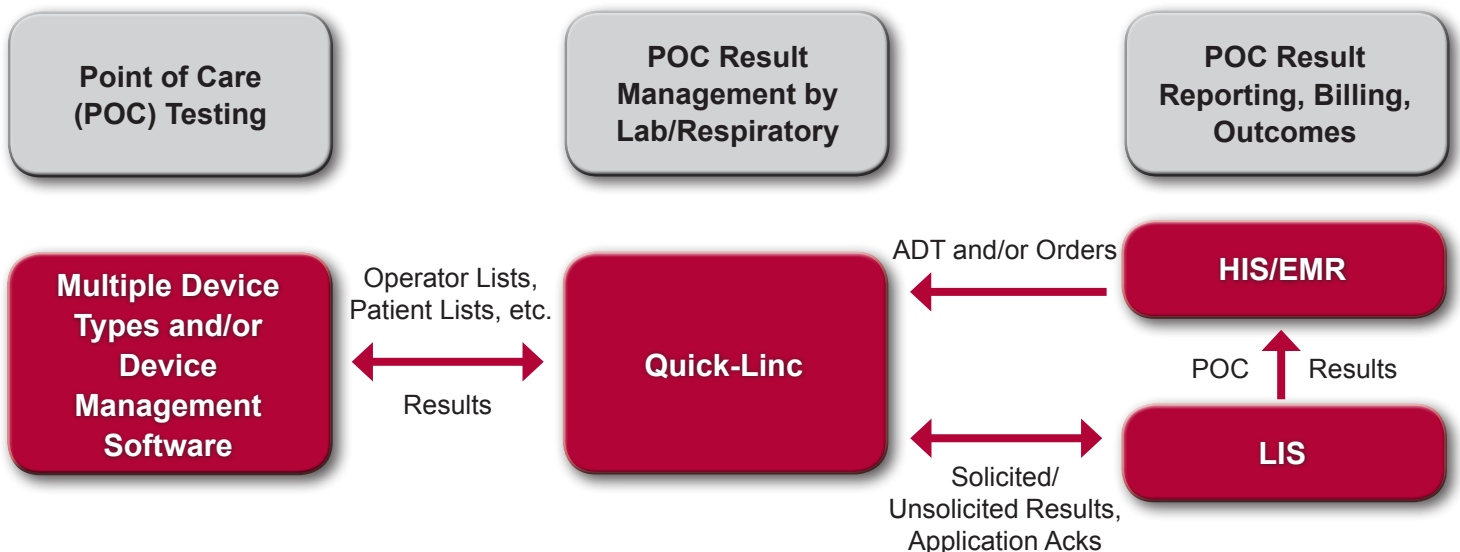 Point of Care
(POC) Testing
POC Result
Management by
Lab/Respiratory
POC Result
Reporting, Billing,
Outcomes
Multiple Device
Types and/or
Device
Management
Software
Operator Lists,
Patient Lists, etc.
Results
Quick-Linc
ADT and/or Orders
HIS/EMR
POC Results
LIS
Solicited/
Unsolicited Results,
Application Acks